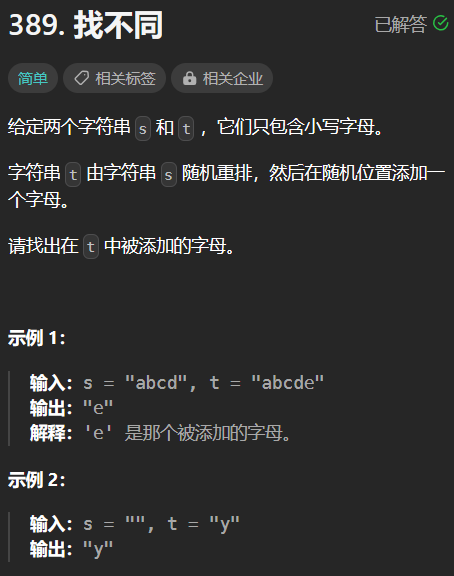 389. 找不同
已解答
简单
相关标签
相关企业
给定两个字符串 s 和 t ，它们只包含小写字母。
字符串 t 由字符串 s 随机重排，然后在随机位置添加一
个字母。
请找出在 t 中被添加的字母。
示例 1：
输入：s = "abcd", t = "abcde"
输出："e"
解释：'e' 是那个被添加的字母。
示例 2：
输入：s = "", t = "y"
输出："y"